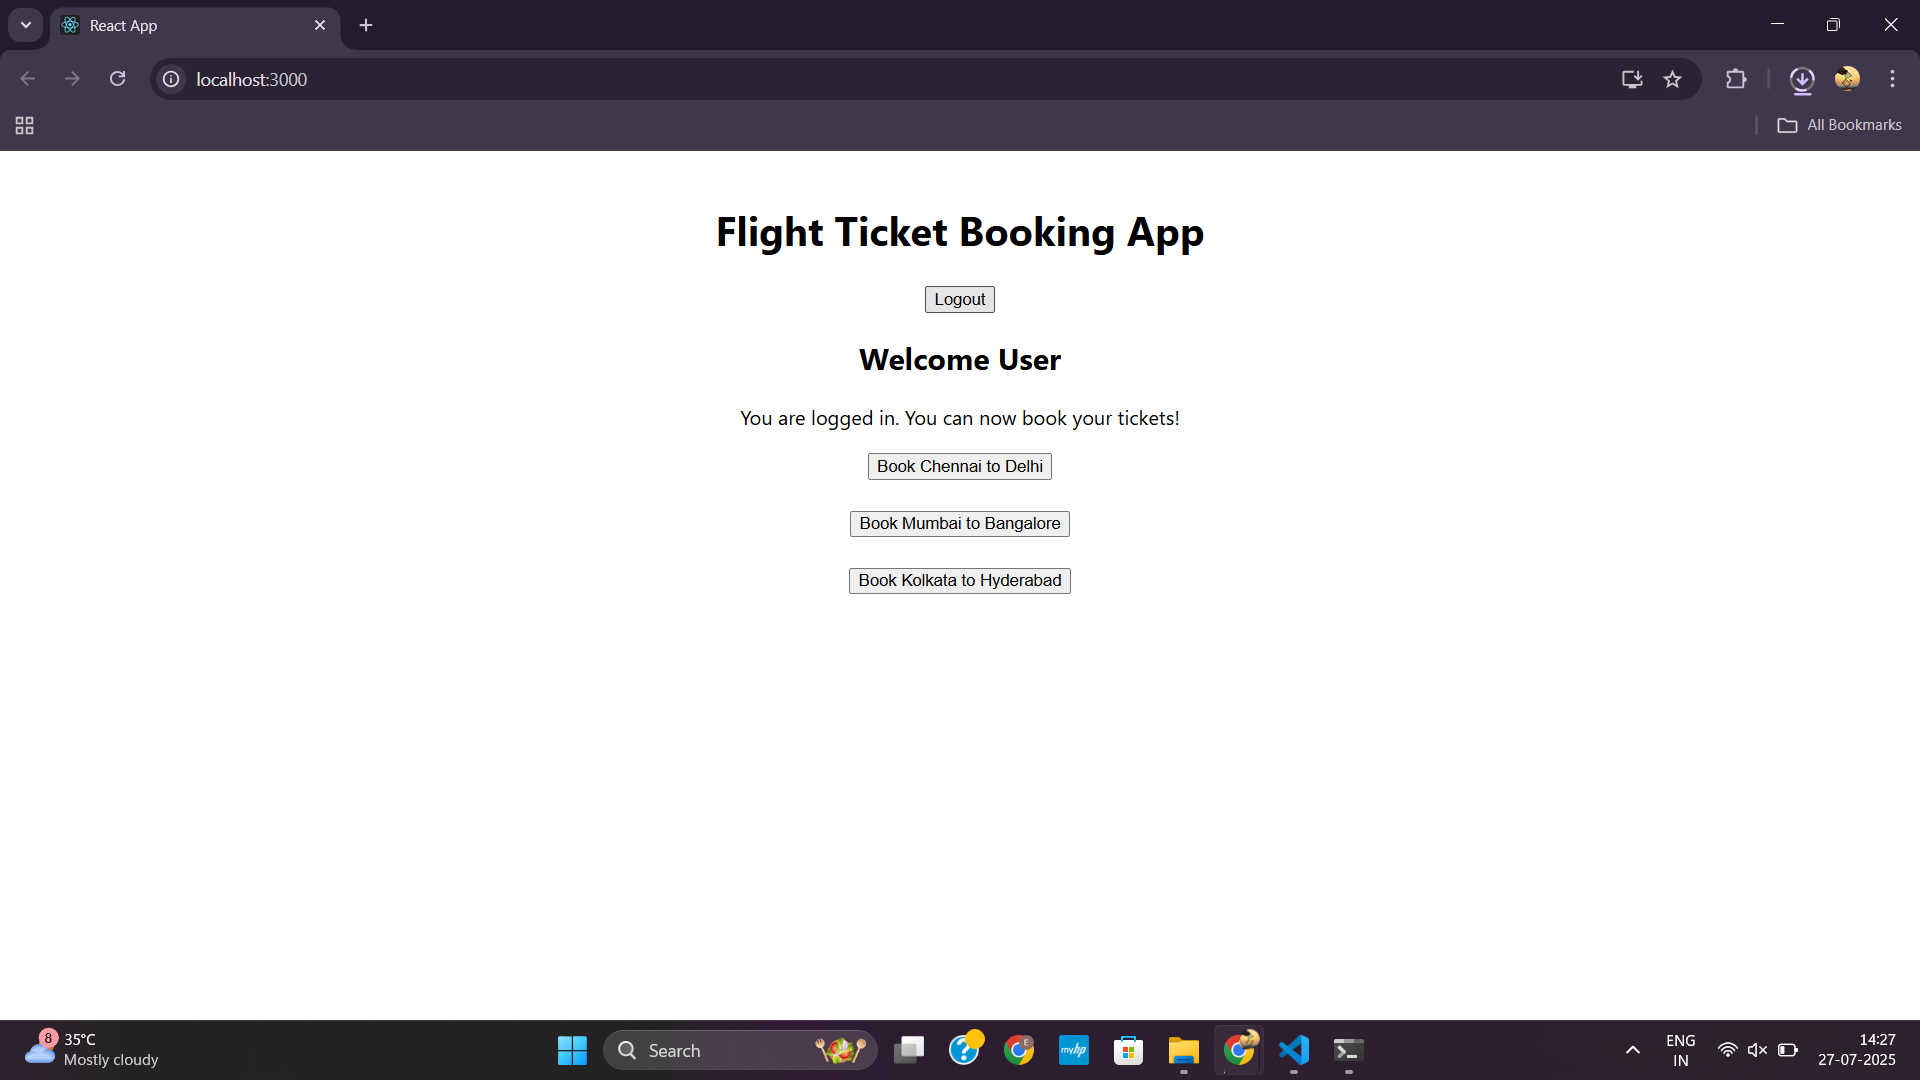 React App
localhost:3000
All Bookmarks
Flight Ticket Booking App
Logout
Welcome User
You are logged in. You can now book your tickets!
Book Chennai to Delhi
Book Mumbai to Bangalore
Book Kolkata to Hyderabad
8
35°C
Mostly cloudy
Search
E
myhp
ENG
IN
14:27
27-07-2025